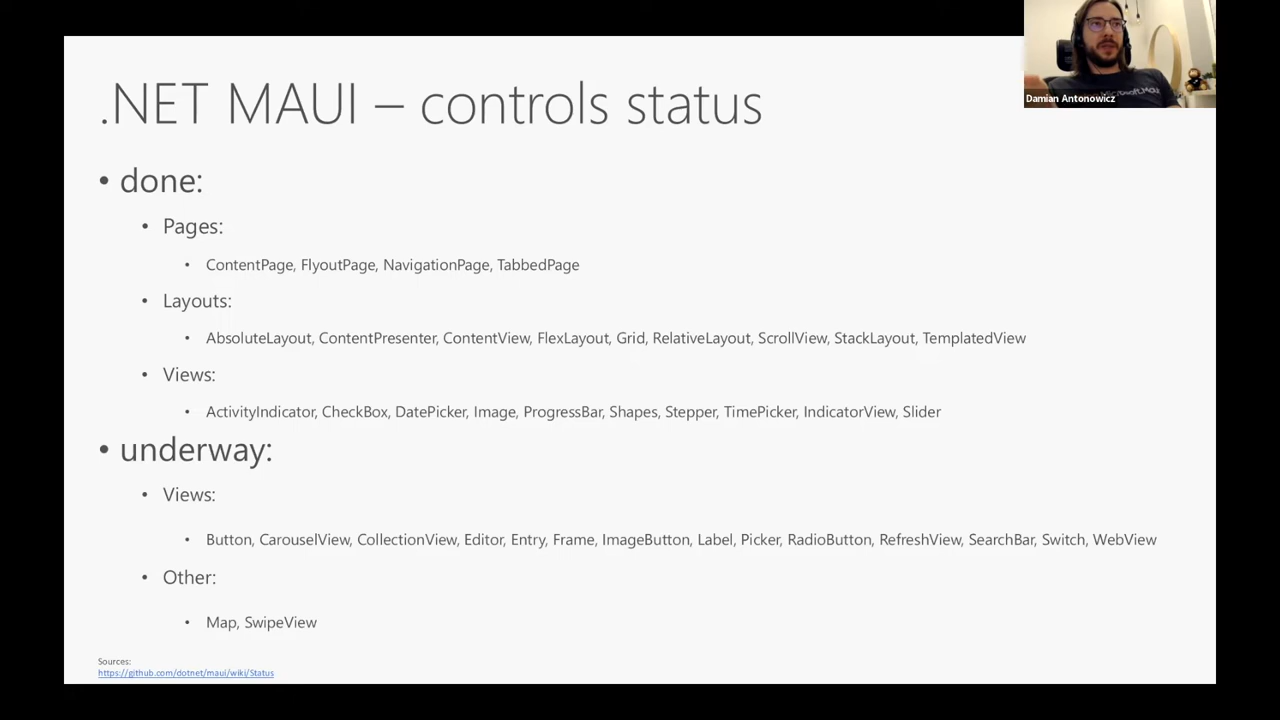 .NET MAUI – controls status
Damian Antonowicz
• done:
• Pages:
• ContentPage, FlyoutPage, NavigationPage, TabbedPage
• Layouts:
• AbsoluteLayout, ContentPresenter, ContentView, FlexLayout, Grid, RelativeLayout, ScrollView, StackLayout, TemplatedView
• Views:
• ActivityIndicator, CheckBox, DatePicker, Image, ProgressBar, Shapes, Stepper, TimePicker, IndicatorView, Slider
• underway:
• Views:
• Button, CarouselView, CollectionView, Editor, Entry, Frame, ImageButton, Label, Picker, RadioButton, RefreshView, SearchBar, Switch, WebView
• Other:
• Map, SwipeView
Sources:
https://github.com/dotnet/maui/wiki/Status